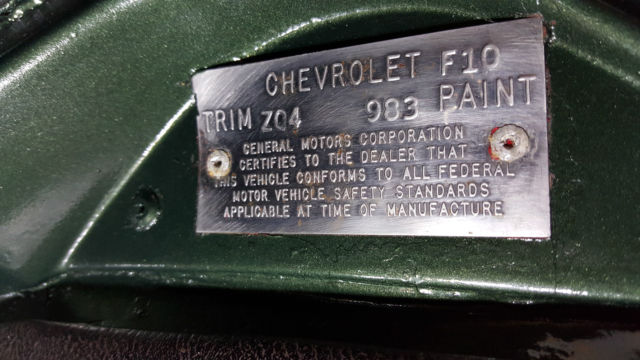 CHEVROLET F10
TRIM Z04 983 PAINT
GENERAL MOTORS CORPORATION
CERTIFIES TO THE DEALER THAT
THIS VEHICLE CONFORMS TO ALL FEDERAL
MOTOR VEHICLE SAFETY STANDARDS
APPLICABLE AT TIME OF MANUFACTURE